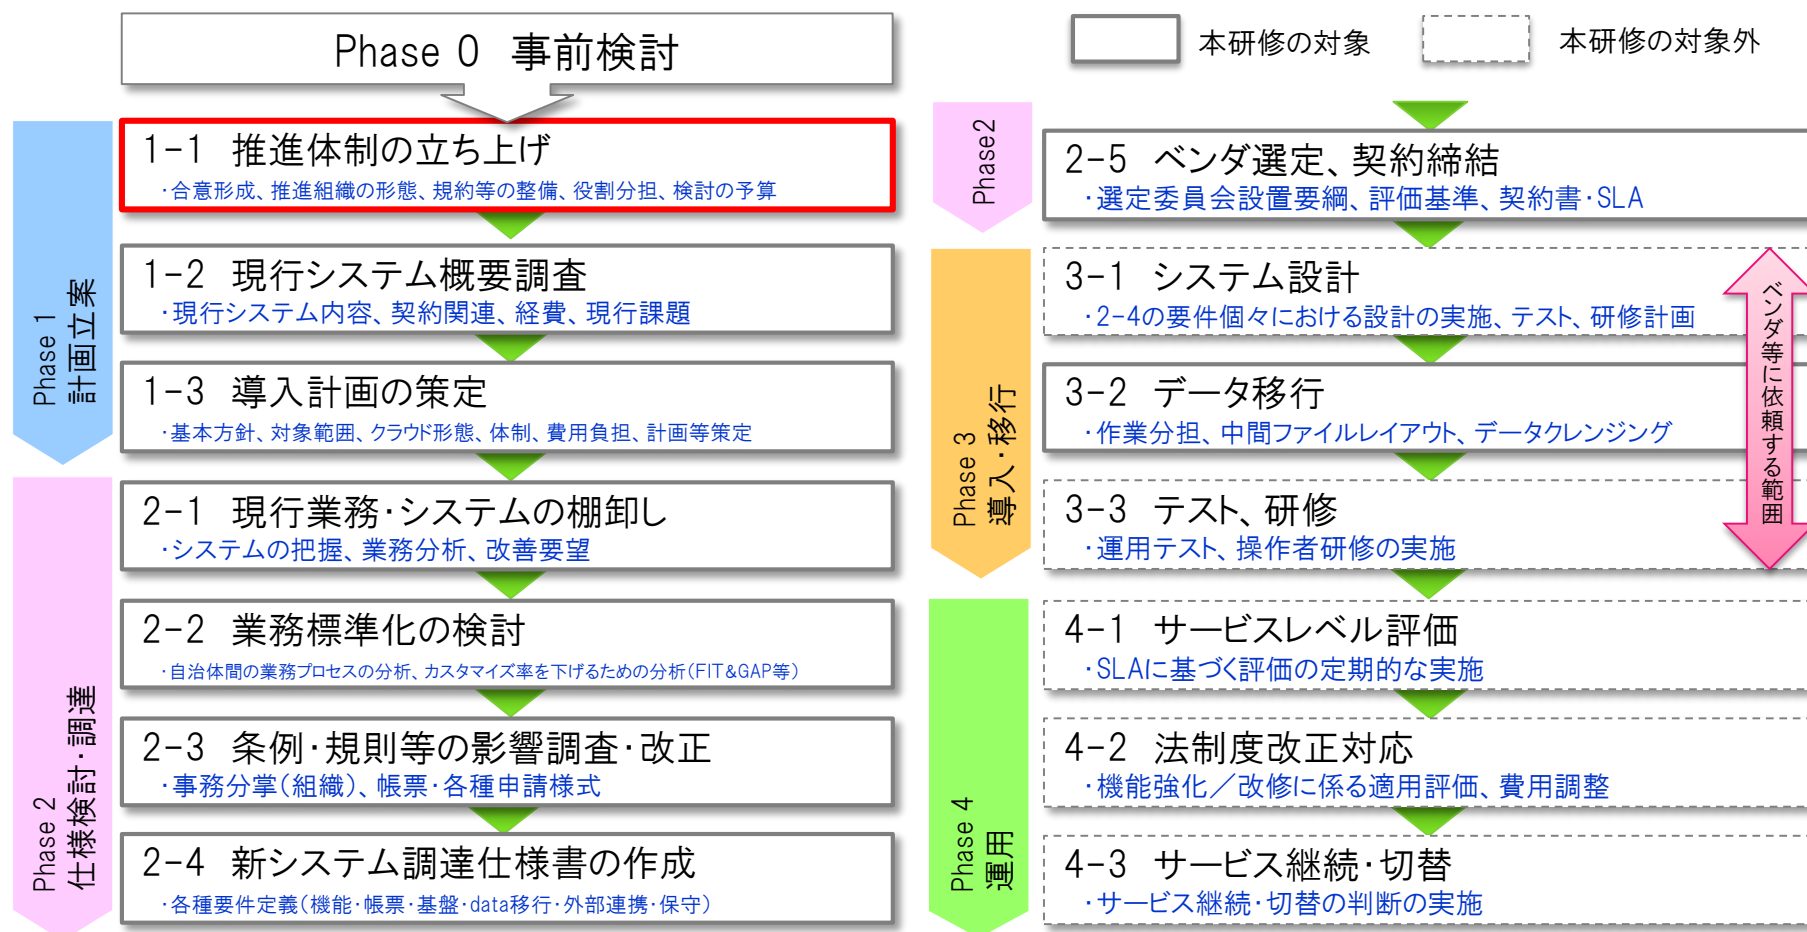 Phase 0 事前検討
本研修の対象
本研修の対象外
Phase 1
計画立案
1-1 推進体制の立ち上げ
・合意形成、推進組織の形態、規約等の整備、役割分担、検討の予算
1-2 現行システム概要調査
・現行システム内容、契約関連、経費、現行課題
1-3 導入計画の策定
・基本方針、対象範囲、クラウド形態、体制、費用負担、計画等策定
Phase 2
仕様検討・調達
2-1 現行業務・システムの棚卸し
・システムの把握、業務分析、改善要望
2-2 業務標準化の検討
・自治体間の業務プロセスの分析、カスタマイズ率を下げるための分析(FIT&GAP等)
2-3 条例・規則等の影響調査・改正
・事務分掌(組織)、帳票・各種申請様式
2-4 新システム調達仕様書の作成
・各種要件定義(機能・帳票・基盤・data移行・外部連携・保守)
Phase2
2-5 ベンダ選定、契約締結
・選定委員会設置要綱、評価基準、契約書・SLA
Phase 3
導入・移行
3-1 システム設計
・2-4の要件個々における設計の実施、テスト、研修計画
3-2 データ移行
・作業分担、中間ファイルレイアウト、データクレンジング
3-3 テスト、研修
・運用テスト、操作者研修の実施
ベンダ等に依頼する範囲
Phase 4
運用
4-1 サービスレベル評価
・SLAに基づく評価の定期的な実施
4-2 法制度改正対応
・機能強化／改修に係る適用評価、費用調整
4-3 サービス継続・切替
・サービス継続・切替の判断の実施